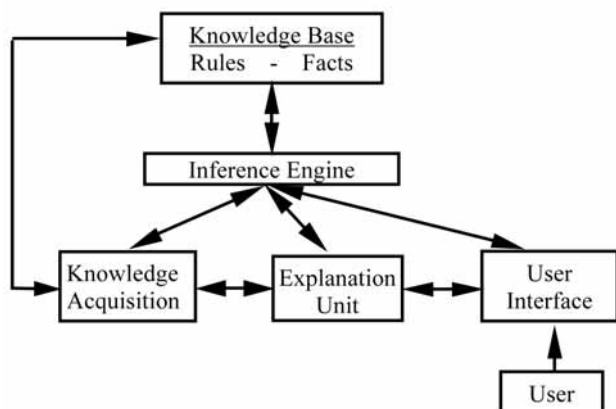 Knowledge Base
Rules - Facts
Inference Engine
Knowledge
Acquisition
Explanation
Unit
User
Interface
User